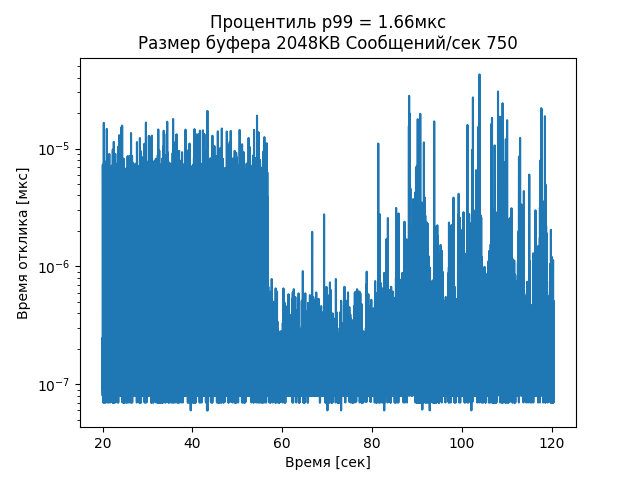 Процентиль p99 = 1.66мкс
Размер буфера 2048KB Сообщений/сек 750
Время отклика [мкс]
10⁻⁵
10⁻⁶
10⁻⁷
20 40 60 80 100 120
Время [сек]